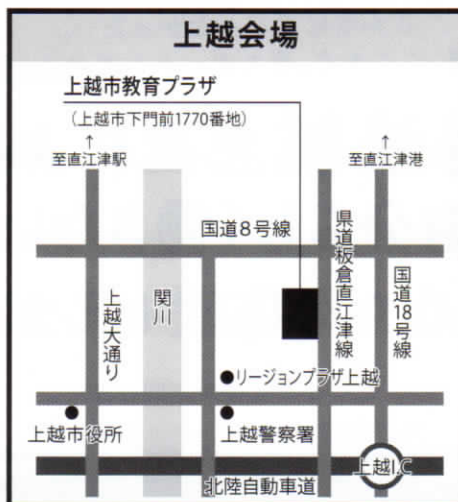 上越会場
上越市教育プラザ
(上越市下門前1770番地)
↑
至直江津駅
↑
至直江津港
国道8号線
県道板倉直江津線
国道18号線
上越大通り
関川
●リージョンプラザ上越
上越市役所
上越警察署
上越I.C
北陸自動車道